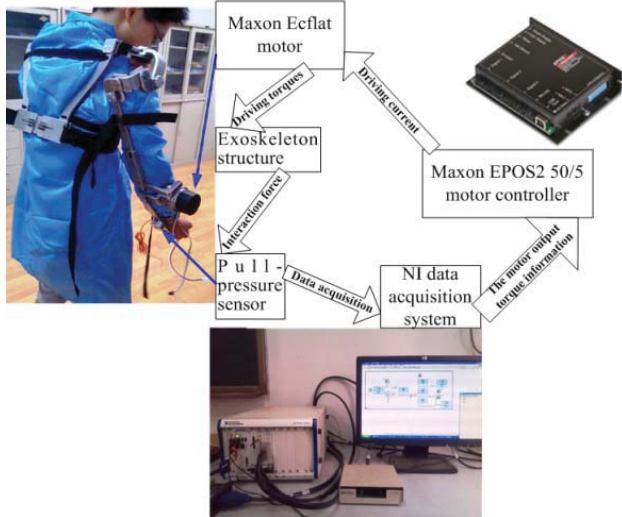 Maxon Ecflat
motor
Driving torques
Driving current
Exoskeleton
structure
Maxon EPOS2 50/5
motor controller
Interaction force
Pull-
pressure
sensor
Data acquisition
NI data
acquisition
system
The motor output
torque information